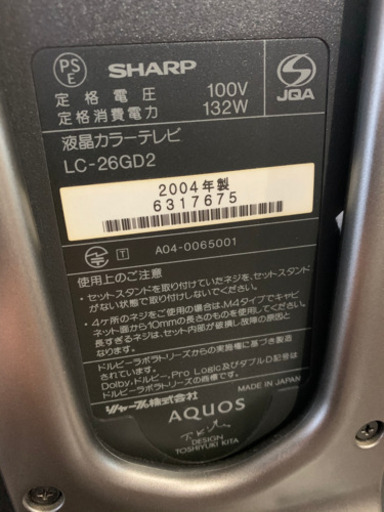 PS
E
SHARP
JQA
定格電圧 100V
定格消費電力 132W
液晶カラーテレビ
LC-26GD2
2004年製
6317675
T A04-0065001
使用上のご注意
・セットスタンドを取り付けていたネジを、セットスタンド
がない状態で取り付けしないでください。
・4ヶ所のネジをご使用の場合は、M4タイプでキャビ
ネット面から10mmの長さのものを使用してください。
長すぎるネジは、セット内部が破損し故障の原因と
なります。
ドルビーラボラトリーズからの実施権に基づき製造
されています。
Dolby、ドルビー、Pro Logic及びダブルD記号は
ドルビーラボラトリーズの商標です。
シャープ株式会社
MADE IN JAPAN
AQUOS
DESIGN
TOSHIYUKI KITA